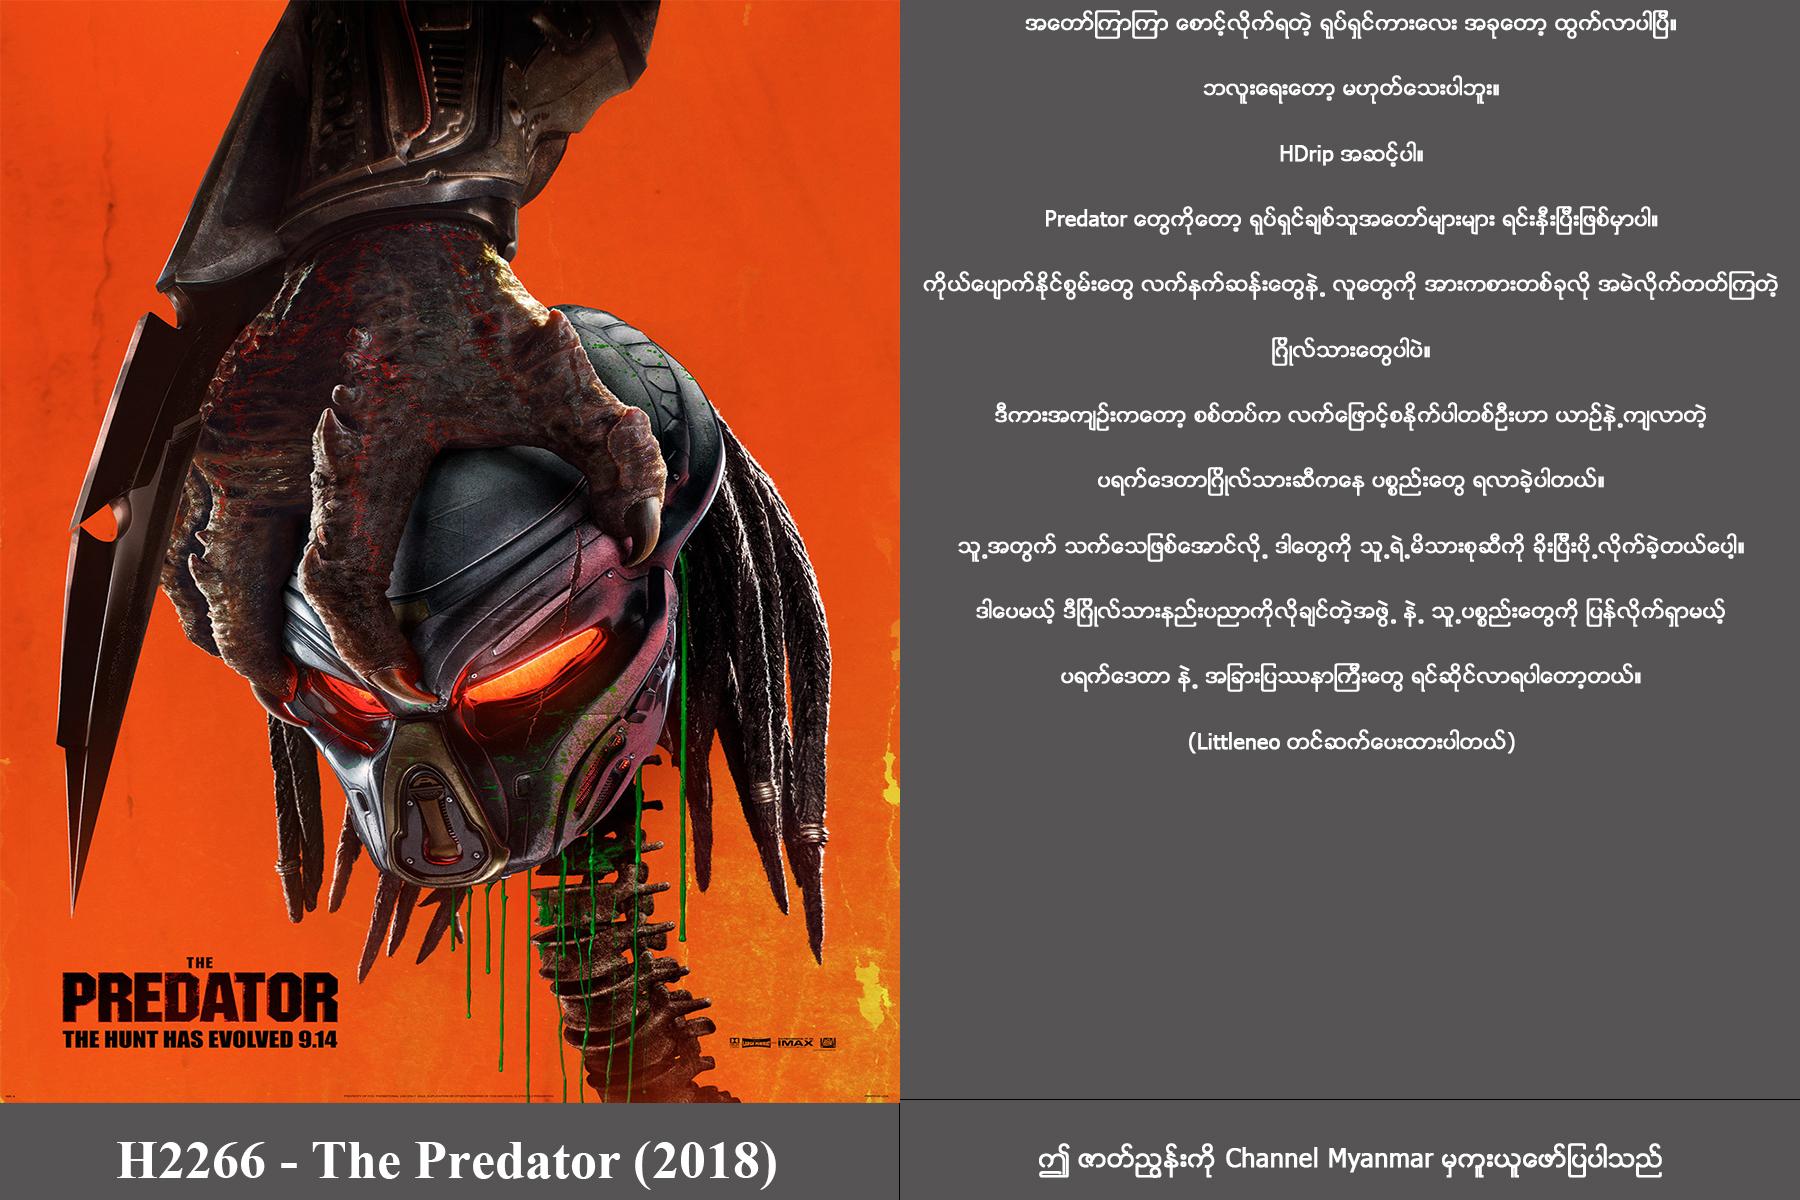 THE
PREDATOR
THE HUNT HAS EVOLVED 9.14
IMAX
H2266 - The Predator (2018)
အတော်ကြာကြာ စောင့်လိုက်ရတဲ့ ရုပ်ရှင်ကားလေး အခုတော့ ထွက်လာပါပြီ။
ဘလူးရေးတော့ မဟုတ်သေးပါဘူး။
HDrip အဆင့်ပါ။
Predator တွေကိုတော့ ရုပ်ရှင်ချစ်သူအတော်များများ ရင်းနှီးပြီးဖြစ်မှာပါ။
ကိုယ်ပျောက်နိုင်စွမ်းတွေ လက်နက်ဆန်းတွေနဲ့ လူတွေကို အားကစားတစ်ခုလို အမဲလိုက်တတ်ကြတဲ့
ဂြိုလ်သားတွေပါပဲ။
ဒီကားအကျဉ်းကတော့ စစ်တပ်က လက်ဖြောင့်စနိုက်ပါတစ်ဦးဟာ ယာဉ်နဲ့ကျလာတဲ့
ပရက်ဒေတာဂြိုလ်သားဆီကနေ ပစ္စည်းတွေ ရလာခဲ့ပါတယ်။
သူ့အတွက် သက်သေဖြစ်အောင်လို့ ဒါတွေကို သူ့ရဲ့မိသားစုဆီကို ခိုးပြီးပို့လိုက်ခဲ့တယ်ပေါ့။
ဒါပေမယ့် ဒီဂြိုလ်သားနည်းပညာကိုလိုချင်တဲ့အဖွဲ့ နဲ့ သူ့ပစ္စည်းတွေကို ပြန်လိုက်ရှာမယ့်
ပရက်ဒေတာ နဲ့ အခြားပြဿနာကြီးတွေ ရင်ဆိုင်လာရပါတော့တယ်။
(Littleneo တင်ဆက်ပေးထားပါတယ်)
ဤ ဇာတ်ညွှန်းကို Channel Myanmar မှကူးယူဖော်ပြပါသည်